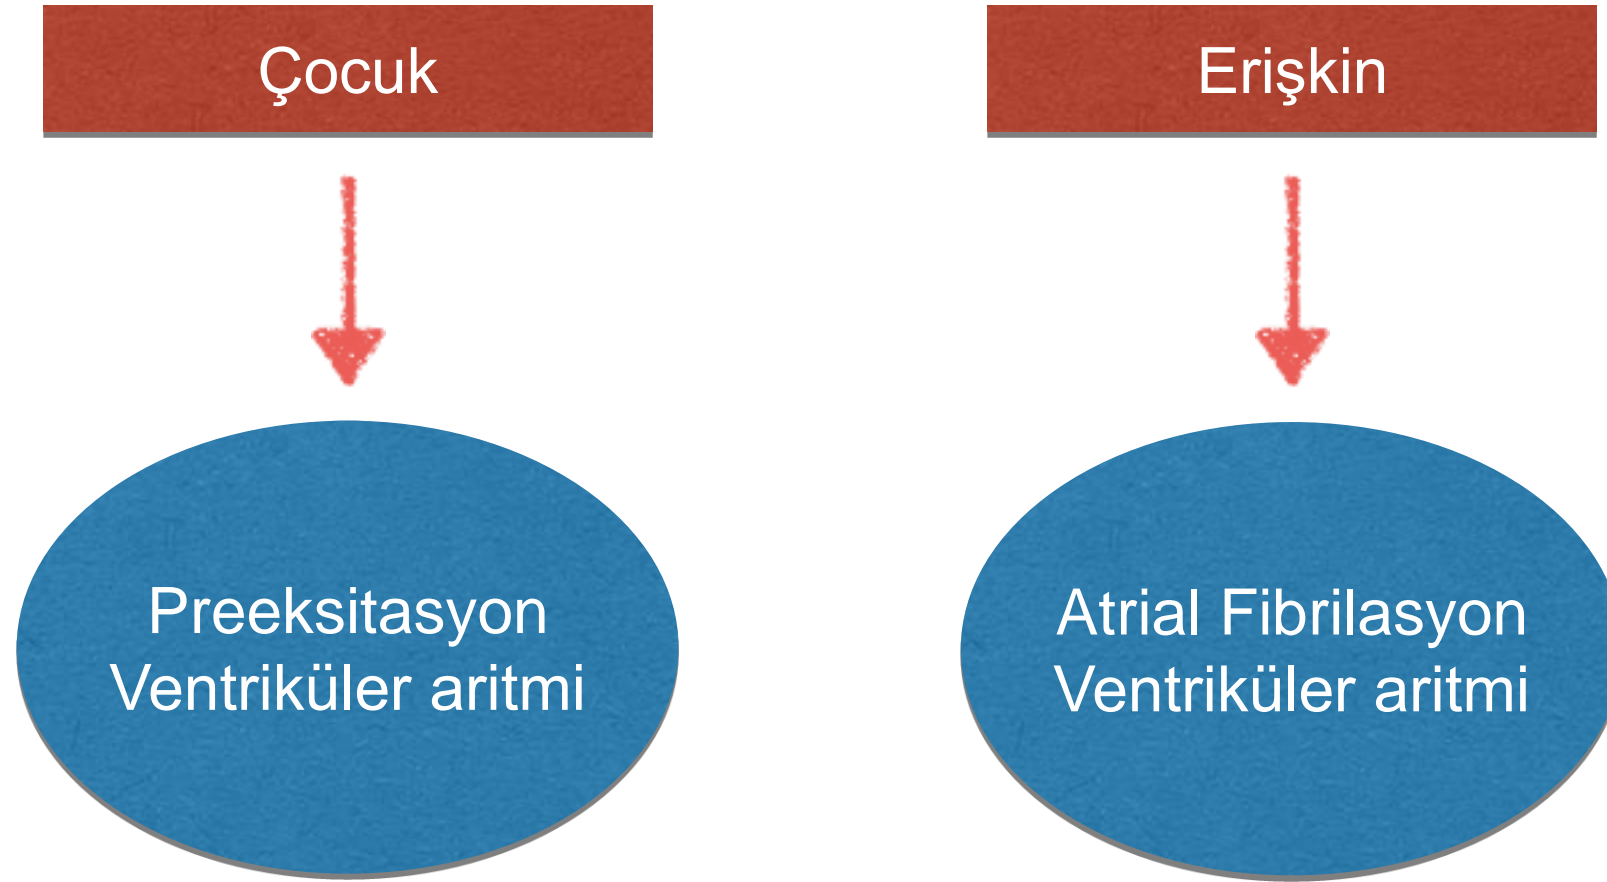 Çocuk
Erişkin
Preeksitasyon
Ventriküler aritmi
Atrial Fibrilasyon
Ventriküler aritmi